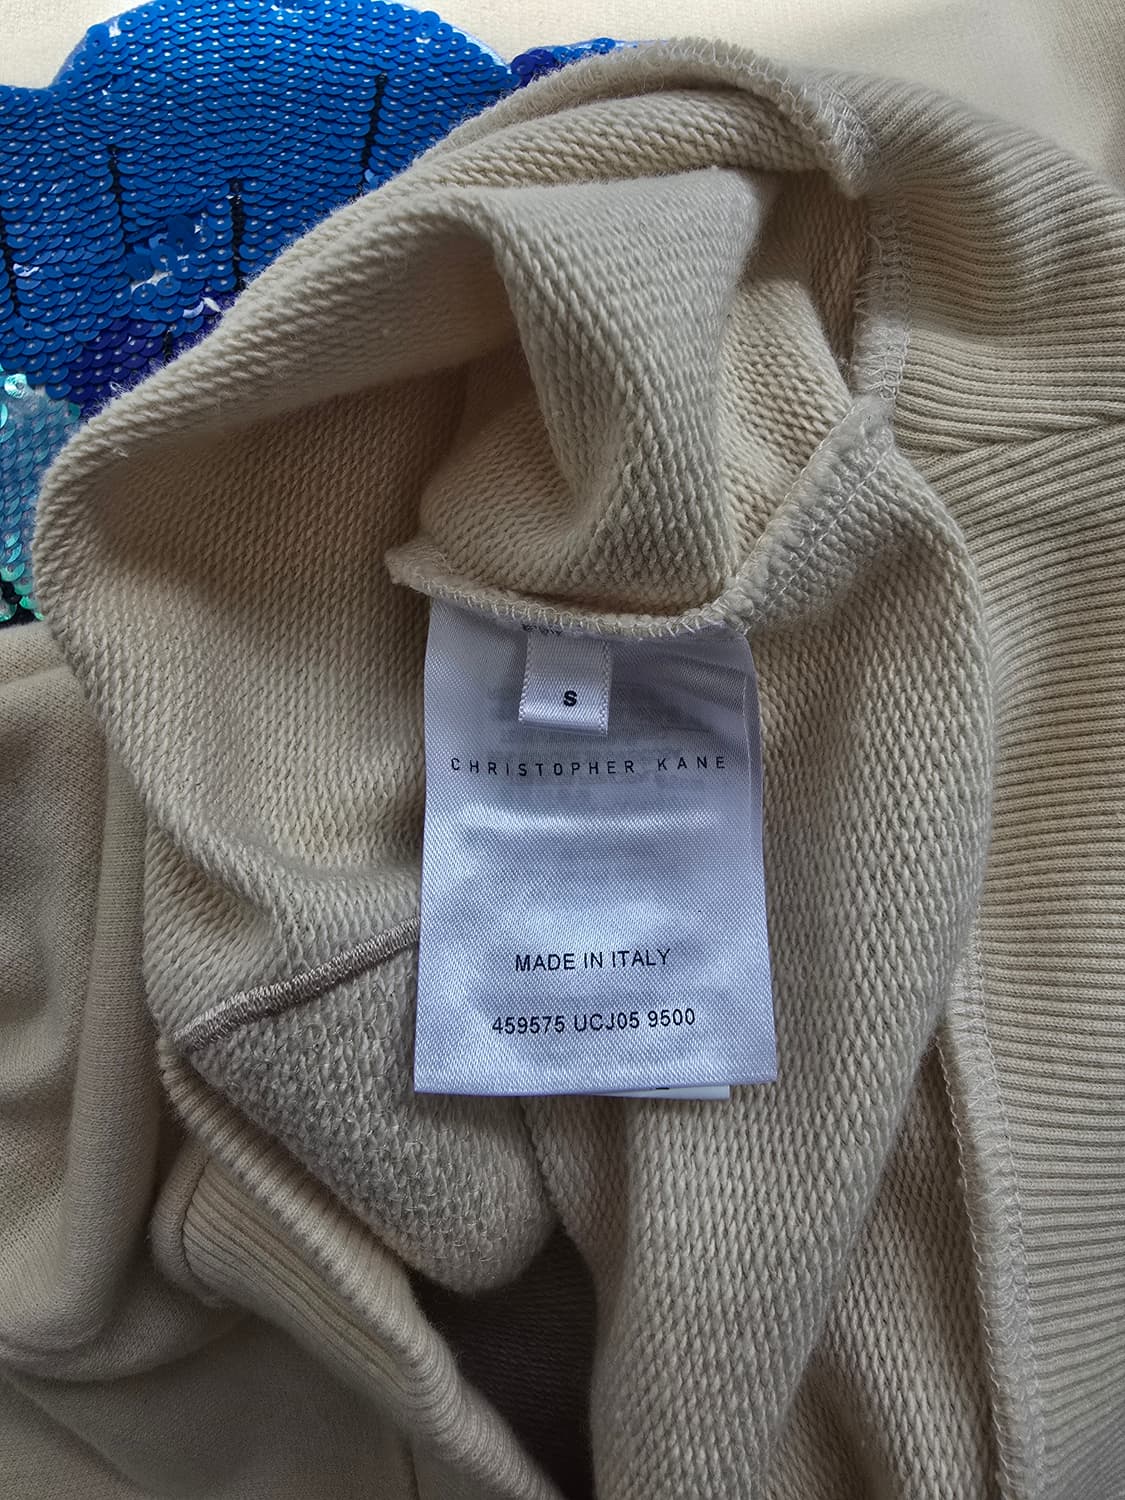 S
CHRISTOPHER KANE
MADE IN ITALY
459575 UCJ05 9500